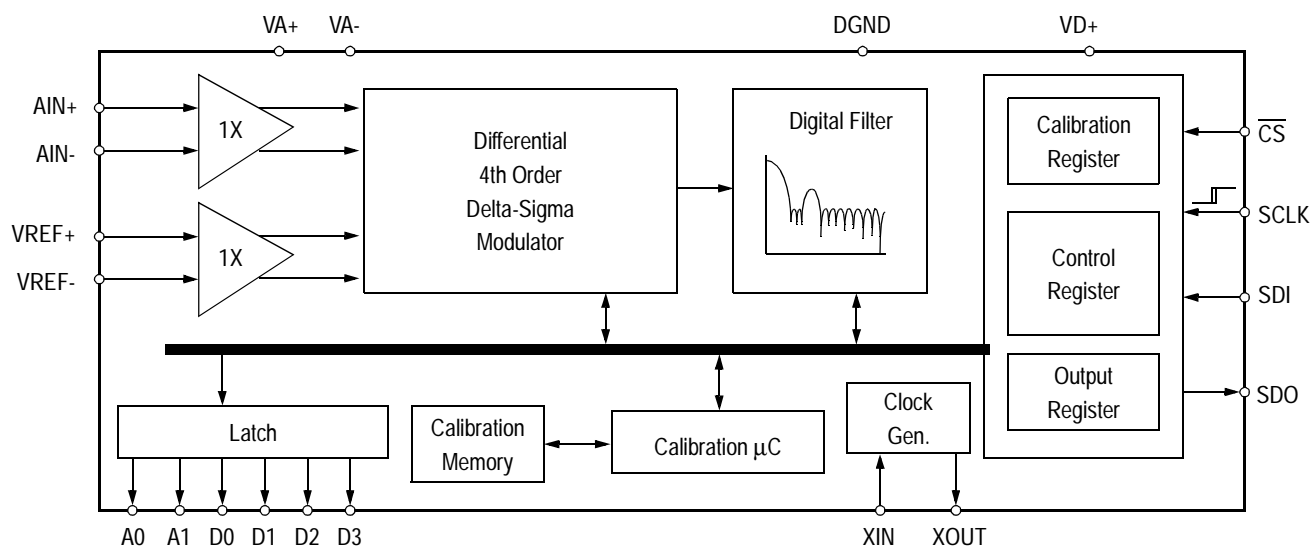 VA+ VA- DGND VD+
AIN+
AIN-
1X
VREF+
VREF-
1X
Differential
4th Order
Delta-Sigma
Modulator
Digital Filter
Calibration
Register
Control
Register
Output
Register
CS
SCLK
SDI
SDO
Latch
Calibration
Memory
Calibration μC
Clock
Gen.
A0 A1 D0 D1 D2 D3 XIN XOUT